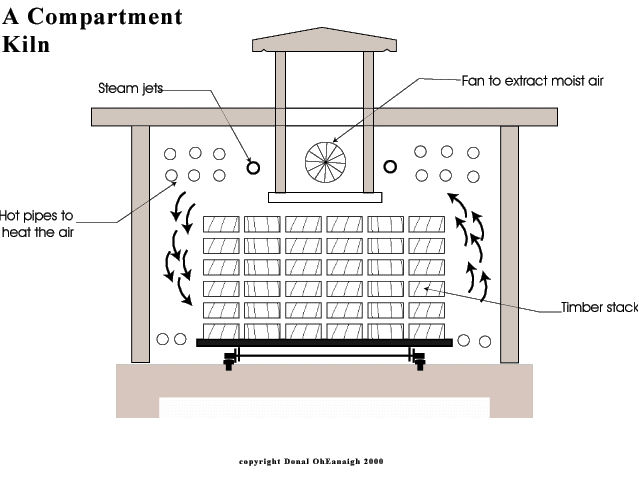 A Compartment
Kiln
Steam jets
Fan to extract moist air
Hot pipes to
heat the air
Timber stack
copyright Donal OhEanaigh 2000